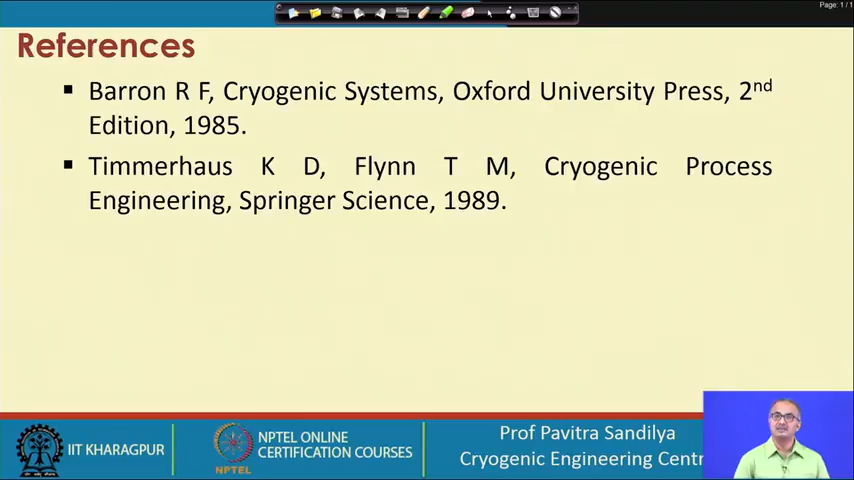 Page: 1 / 1
References
▪ Barron R F, Cryogenic Systems, Oxford University Press, 2nd
Edition, 1985.
▪ Timmerhaus K D, Flynn T M, Cryogenic Process
Engineering, Springer Science, 1989.
IIT KHARAGPUR
NPTEL
NPTEL ONLINE
CERTIFICATION COURSES
Prof Pavitra Sandilya
Cryogenic Engineering Centr